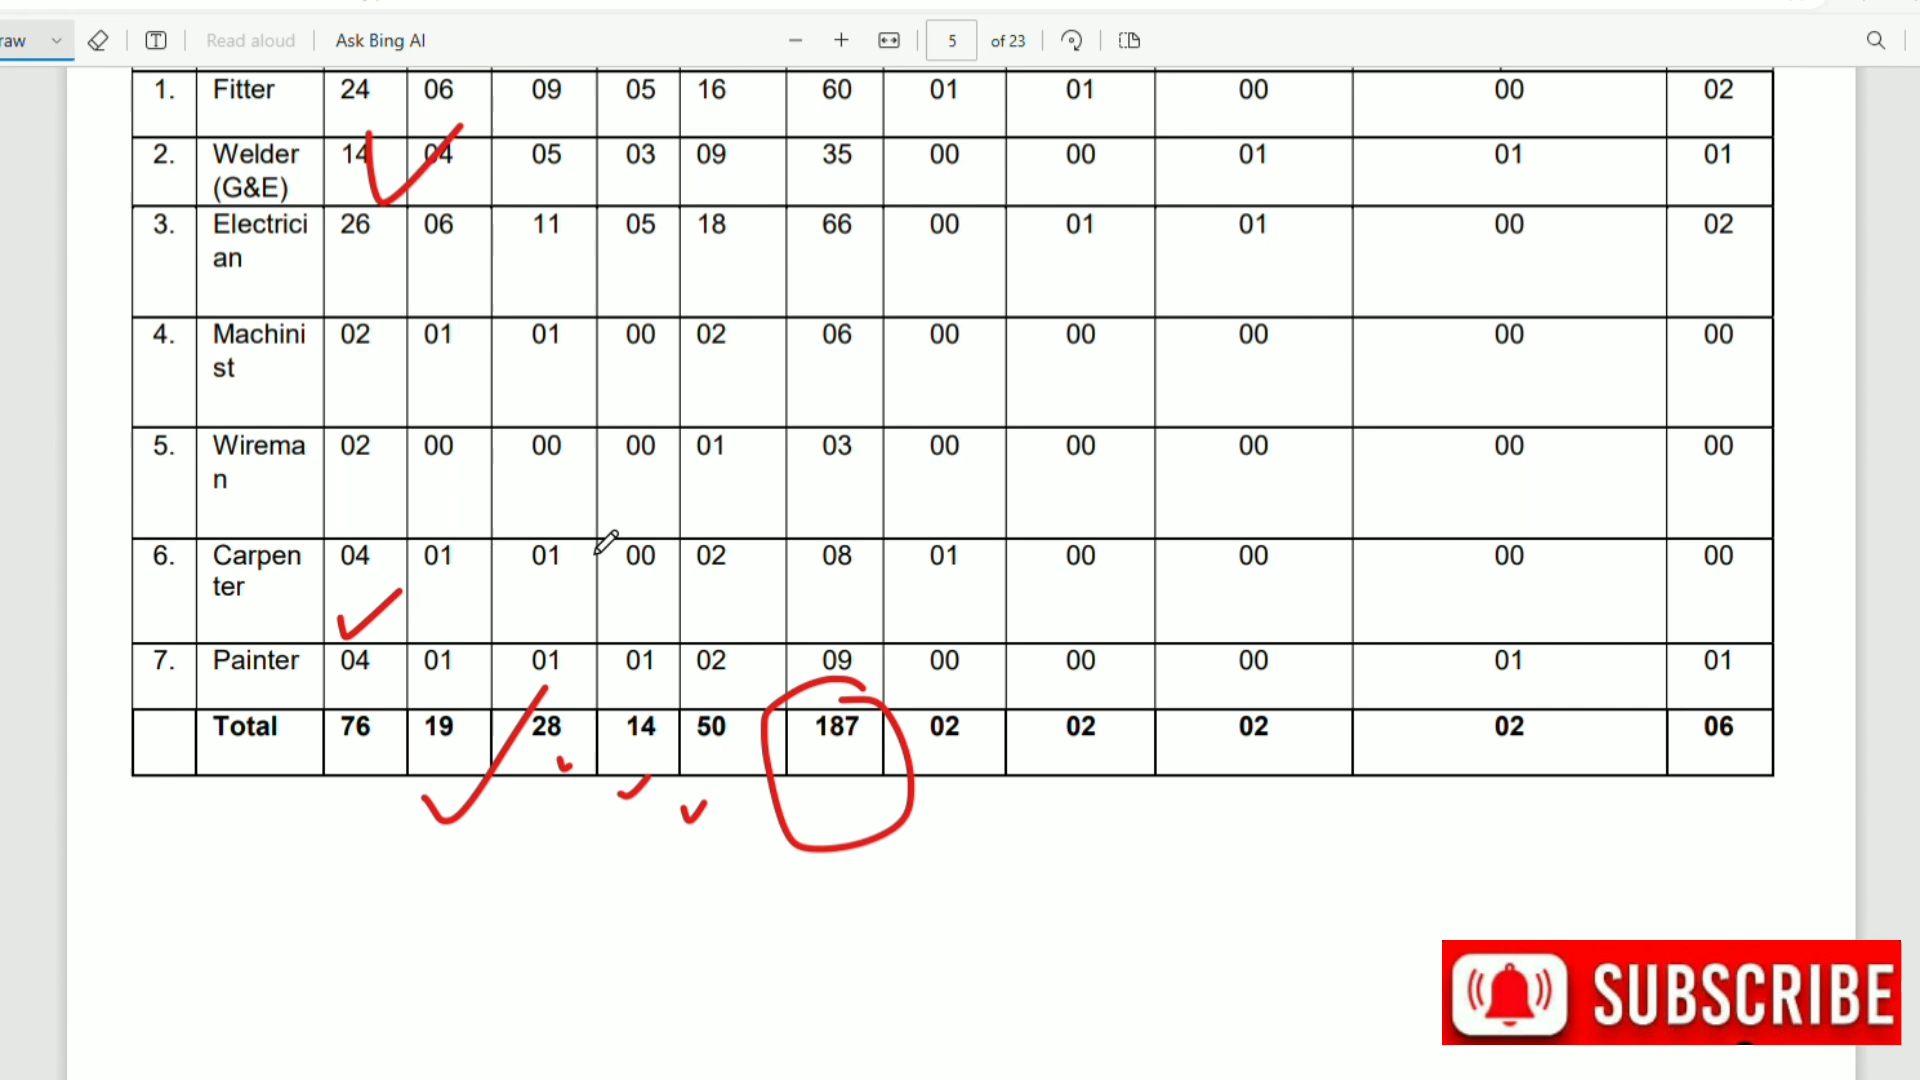 raw Read aloud Ask Bing AI 5 of 23
1. Fitter 24 06 09 05 16 60 01 01 00 00 02
2. Welder 14 04 05 03 09 35 00 00 01 01 01
(G&E)
3. Electrici 26 06 11 05 18 66 00 01 01 00 02
an
4. Machini 02 01 01 00 02 06 00 00 00 00 00
st
5. Wirema 02 00 00 00 01 03 00 00 00 00 00
n
6. Carpen 04 01 01 00 02 08 01 00 00 00 00
ter
7. Painter 04 01 01 01 02 09 00 00 00 01 01
Total 76 19 28 14 50 187 02 02 02 02 06
SUBSCRIBE